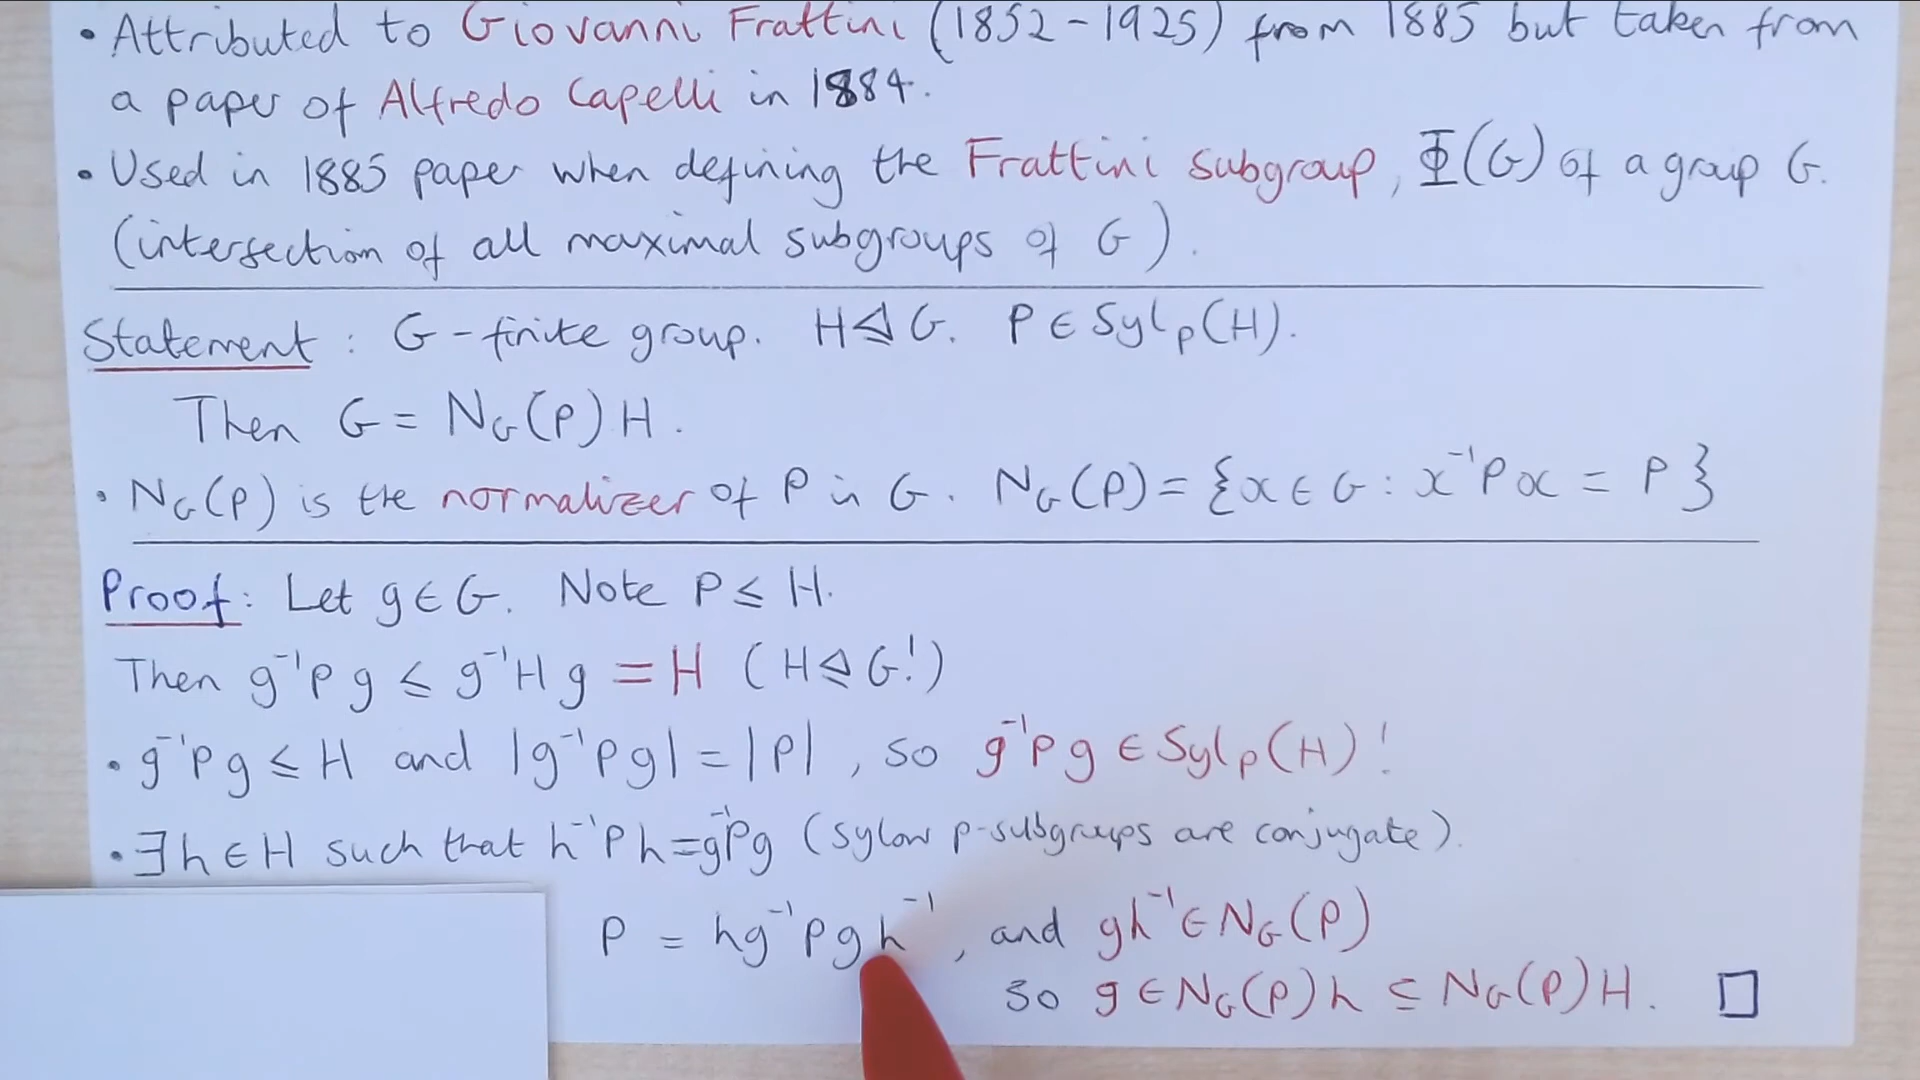 • Attributed to Giovanni Frattini (1852-1925) from 1885 but taken from
a paper of Alfredo Capelli in 1884.
• Used in 1885 paper when defining the Frattini subgroup, Φ(G) of a group G.
(intersection of all maximal subgroups of G).
Statement: G - finite group. H⊴G. P∈Syl_p(H).
Then G = N_G(P)H.
• N_G(P) is the normalizer of P in G. N_G(P) = {x∈G : x⁻¹Px = P}
Proof: Let g∈G. Note P≤H.
Then g⁻¹Pg ≤ g⁻¹Hg = H (H⊴G!)
• g⁻¹Pg ≤ H and |g⁻¹Pg| = |P|, so g⁻¹Pg ∈ Syl_p(H)!
• ∃h∈H such that h⁻¹Ph = g⁻¹Pg (Sylow p-subgroups are conjugate).
P = hg⁻¹Pgh⁻¹, and gh⁻¹∈N_G(P)
so g∈N_G(P)h ⊆ N_G(P)H. □